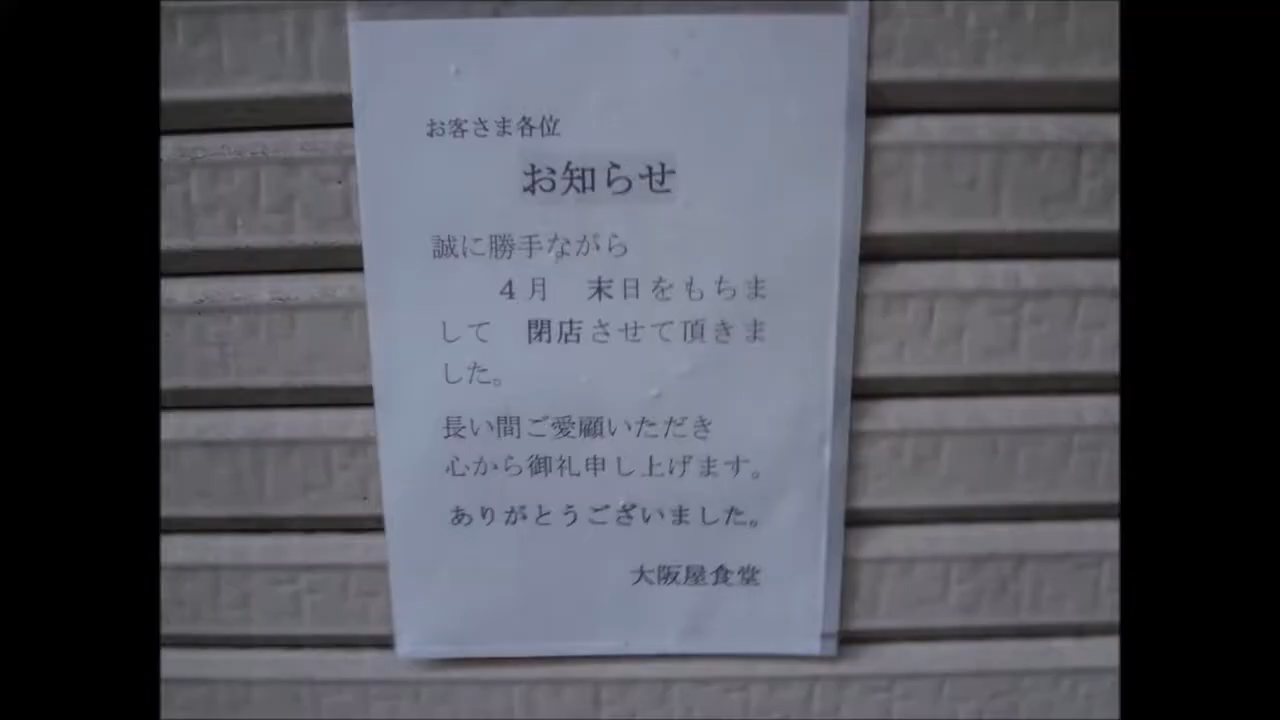 お客さま各位
お知らせ
誠に勝手ながら
４月　末日をもちま
して　閉店させて頂きま
した。
長い間ご愛顧いただき
心から御礼申し上げます。
ありがとうございました。
大阪屋食堂